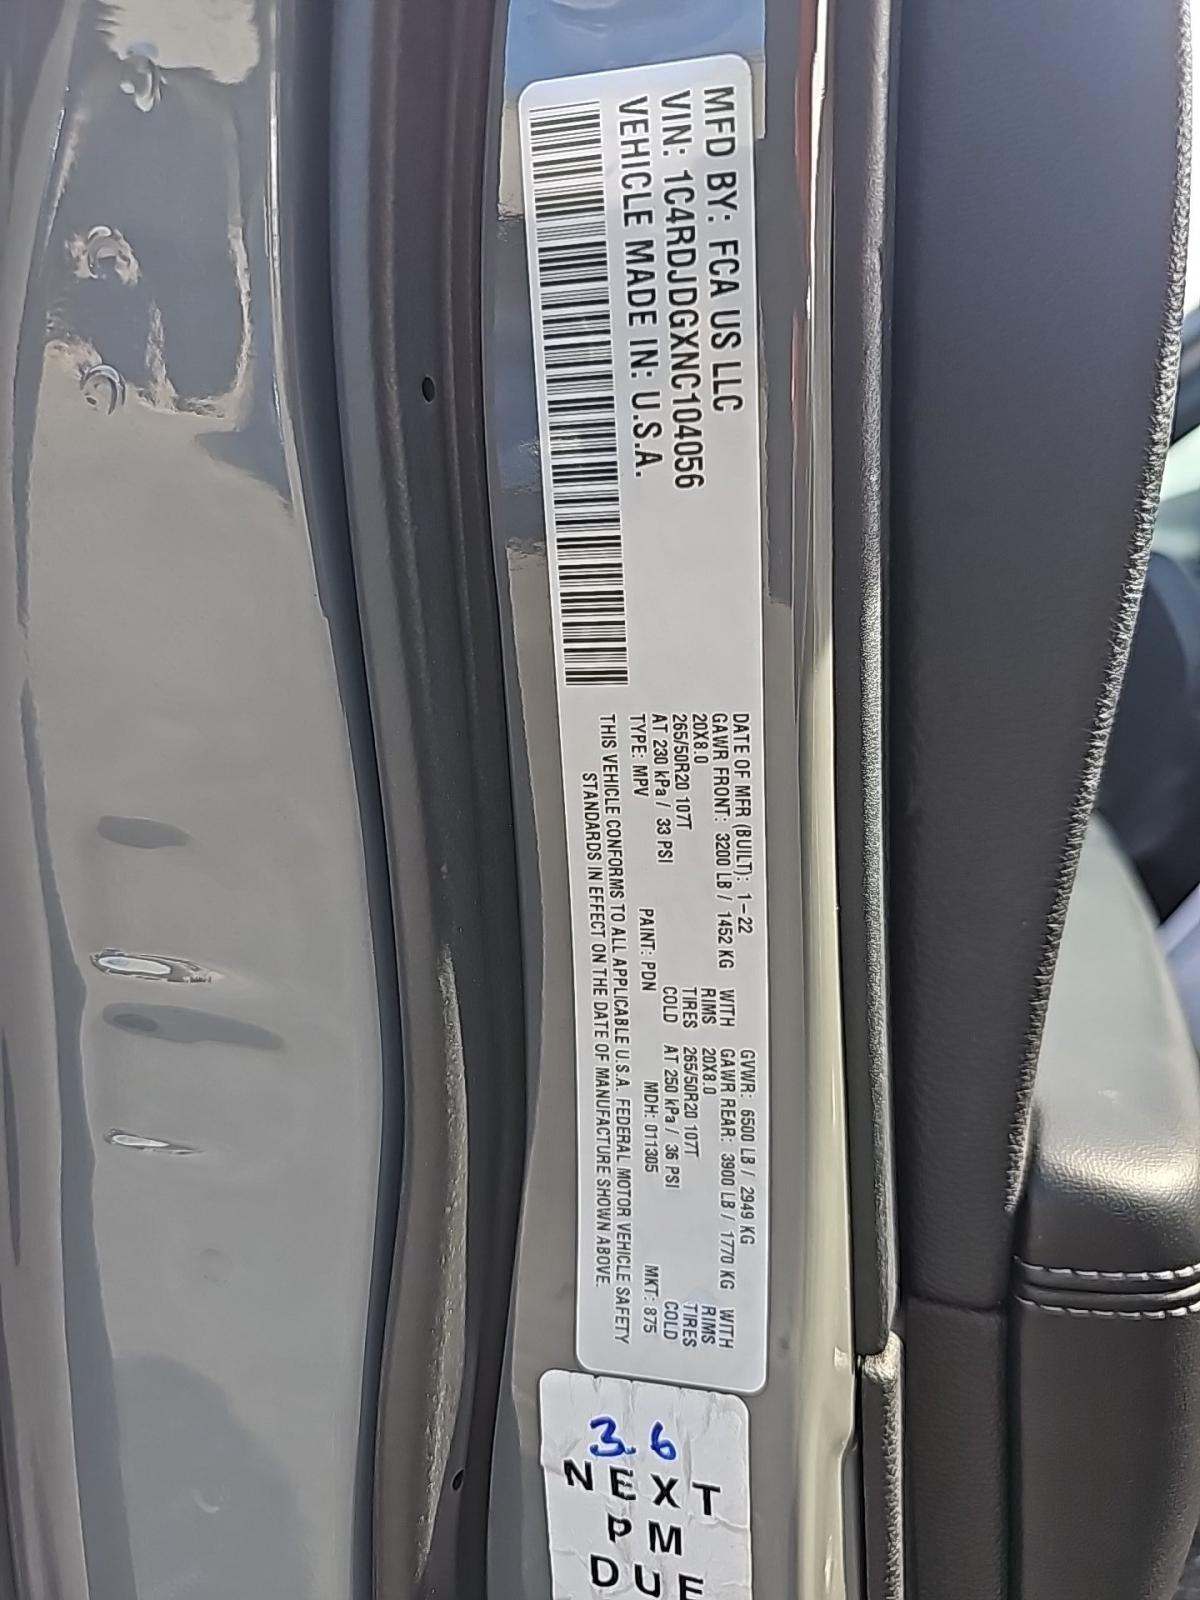 MFD BY: FCA US LLC
VIN: 1C4RDJDGXNC104056
VEHICLE MADE IN: U.S.A.
DATE OF MFR (BUILT): 1-22 GVWR: 6500 LB / 2949 KG
GAWR FRONT: 3200 LB / 1452 KG WITH GAWR REAR: 3900 LB / 1770 KG WITH
20X8.0 RIMS 20X8.0 RIMS
265/50R20 107T TIRES 265/50R20 107T TIRES
AT 230 kPa / 33 PSI COLD AT 250 kPa / 36 PSI COLD
TYPE: MPV PAINT: PDN MDH: 011305 MKT: 875
THIS VEHICLE CONFORMS TO ALL APPLICABLE U.S.A. FEDERAL MOTOR VEHICLE SAFETY
STANDARDS IN EFFECT ON THE DATE OF MANUFACTURE SHOWN ABOVE.
3.6
NEXT
PM
DUE